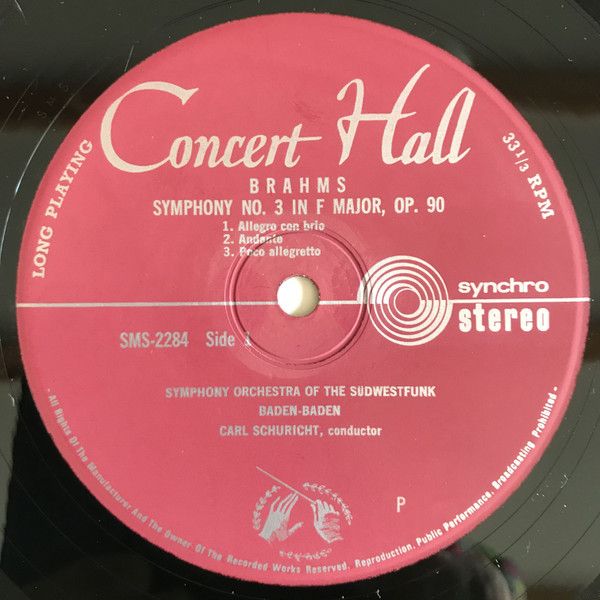 Concert Hall
LONG PLAYING
33 1/3 RPM
BRAHMS
SYMPHONY NO. 3 IN F MAJOR, OP. 90
1. Allegro con brio
2. Andante
3. Poco allegretto
synchro
stereo
SMS-2284 Side 1
SYMPHONY ORCHESTRA OF THE SÜDWESTFUNK
BADEN-BADEN
CARL SCHURICHT, conductor
P
- All Rights Of The Manufacturer And The Owner Of The Recorded Works Reserved, Reproduction, Public Performance, Broadcasting Prohibited -